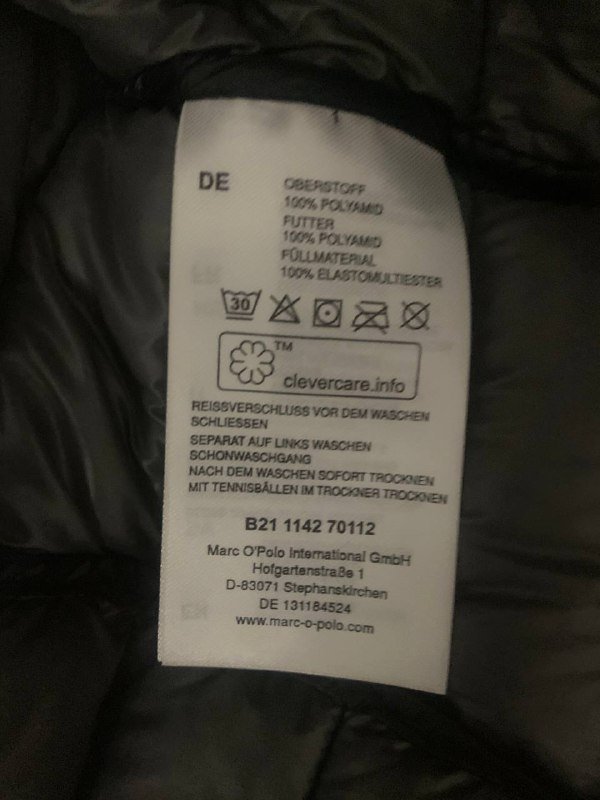 DE
OBERSTOFF
100% POLYAMID
FUTTER
100% POLYAMID
FÜLLMATERIAL
100% ELASTOMULTIESTER
30
TM
clevercare.info
REISSVERSCHLUSS VOR DEM WASCHEN
SCHLIESSEN
SEPARAT AUF LINKS WASCHEN
SCHONWASCHGANG
NACH DEM WASCHEN SOFORT TROCKNEN
MIT TENNISBÄLLEN IM TROCKNER TROCKNEN
B21 1142 70112
Marc O'Polo International GmbH
Hofgartenstraße 1
D-83071 Stephanskirchen
DE 131184524
www.marc-o-polo.com